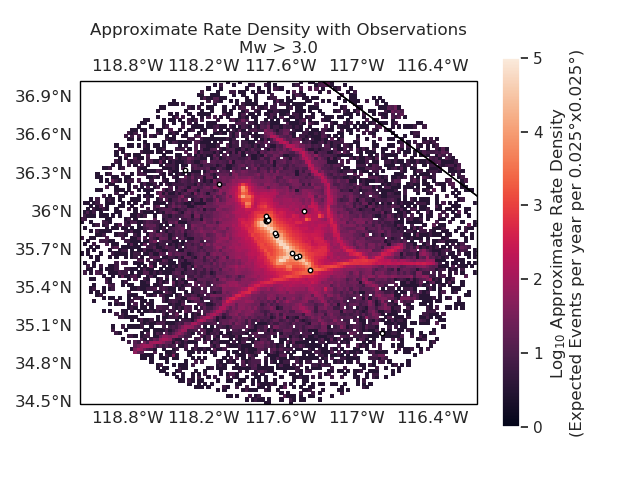 Approximate Rate Density with Observations
Mw > 3.0
118.8°W 118.2°W 117.6°W 117°W 116.4°W
36.9°N
36.6°N
36.3°N
36°N
35.7°N
35.4°N
35.1°N
34.8°N
34.5°N
118.8°W 118.2°W 117.6°W 117°W 116.4°W
5
4
3
2
1
0
Log₁₀ Approximate Rate Density
(Expected Events per year per 0.025°x0.025°)